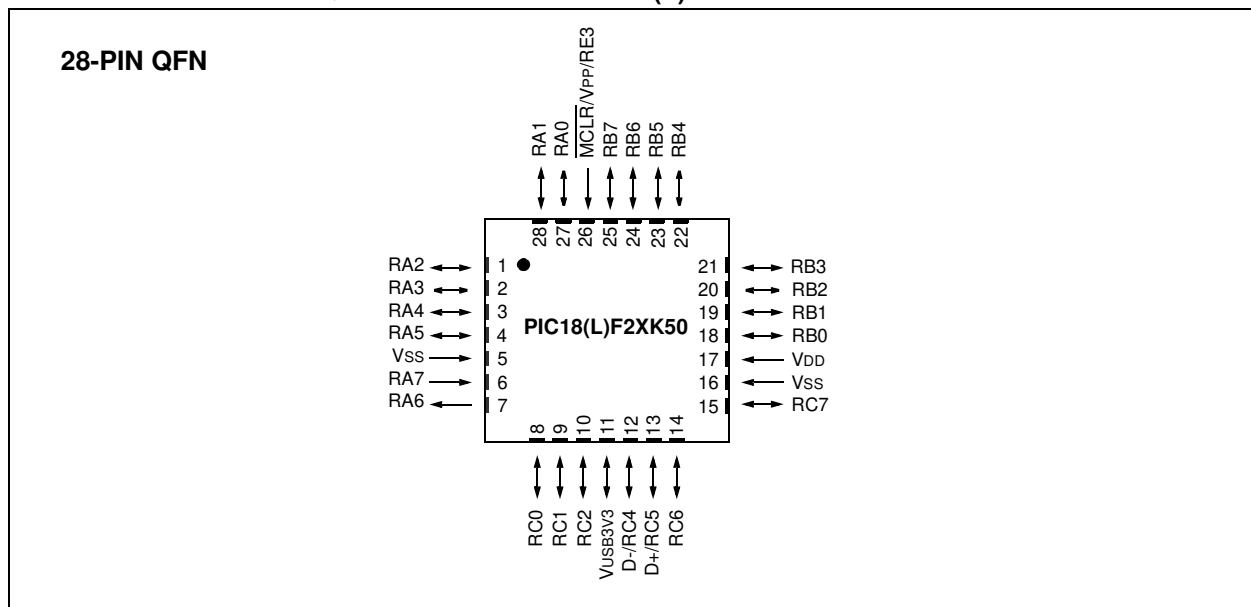 28-PIN QFN
RA1
RA0
MCLR/VPP/RE3
RB7
RB6
RB5
RB4
28
27
26
25
24
23
22
RA2
1
RA3
2
RA4
3
RA5
4
VSS
5
RA7
6
RA6
7
PIC18(L)F2XK50
21
RB3
20
RB2
19
RB1
18
RB0
17
VDD
16
VSS
15
RC7
8
9
10
11
12
13
14
RC0
RC1
RC2
VUSB3V3
D-/RC4
D+/RC5
RC6